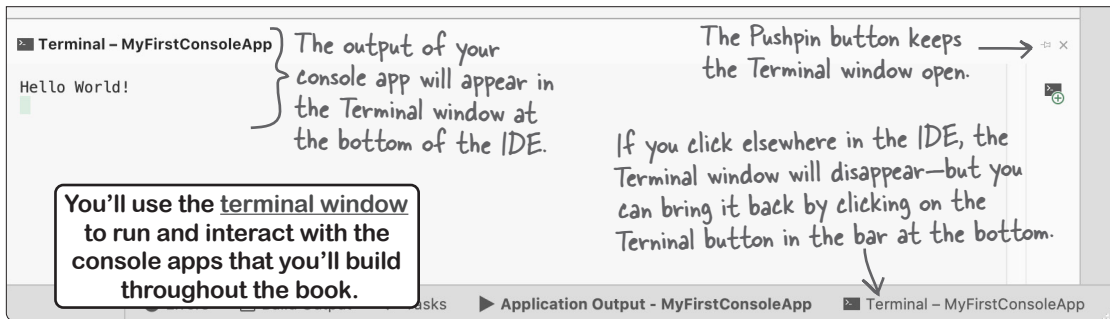 Terminal – MyFirstConsoleApp
Hello World!
The output of your
console app will appear in
the Terminal window at
the bottom of the IDE.
The Pushpin button keeps
the Terminal window open.
If you click elsewhere in the IDE, the
Terminal window will disappear—but you
can bring it back by clicking on the
Terninal button in the bar at the bottom.
You’ll use the terminal window
to run and interact with the
console apps that you’ll build
throughout the book.
Application Output - MyFirstConsoleApp
Terminal – MyFirstConsoleApp